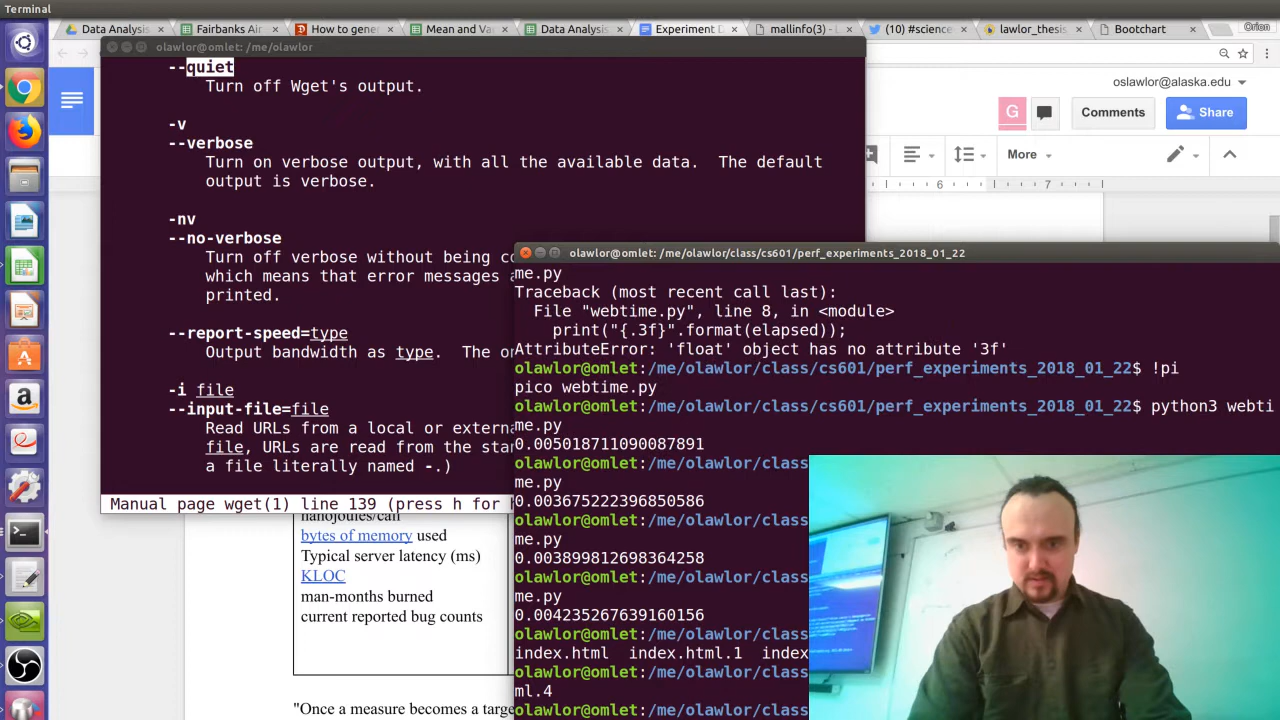 Terminal
Data Analysis
Fairbanks Air
How to gener
Mean and Va
Data Analysis
Experiment D
mallinfo(3) - L
(10) #science
lawlor_thesis
Bootchart
Orion
olawlor@omlet: /me/olawlor
oslawlor@alaska.edu
G
Comments
Share
More
6 7
--quiet
Turn off Wget's output.
-v
--verbose
Turn on verbose output, with all the available data. The default
output is verbose.
-nv
--no-verbose
Turn off verbose without being co
which means that error messages a
printed.
--report-speed=type
Output bandwidth as type. The on
-i file
--input-file=file
Read URLs from a local or externa
file, URLs are read from the stan
a file literally named -.)
Manual page wget(1) line 139 (press h for h
nanojoules/call
bytes of memory used
Typical server latency (ms)
KLOC
man-months burned
current reported bug counts
"Once a measure becomes a targe
olawlor@omlet: /me/olawlor/class/cs601/perf_experiments_2018_01_22
me.py
Traceback (most recent call last):
File "webtime.py", line 8, in <module>
print("{.3f}".format(elapsed));
AttributeError: 'float' object has no attribute '3f'
olawlor@omlet:/me/olawlor/class/cs601/perf_experiments_2018_01_22$ !pi
pico webtime.py
olawlor@omlet:/me/olawlor/class/cs601/perf_experiments_2018_01_22$ python3 webti
me.py
0.005018711090087891
olawlor@omlet:/me/olawlor/class
me.py
0.003675222396850586
olawlor@omlet:/me/olawlor/class
me.py
0.003899812698364258
olawlor@omlet:/me/olawlor/class
me.py
0.004235267639160156
olawlor@omlet:/me/olawlor/class
index.html index.html.1 index
olawlor@omlet:/me/olawlor/class
ml.4
olawlor@omlet:/me/olawlor/class